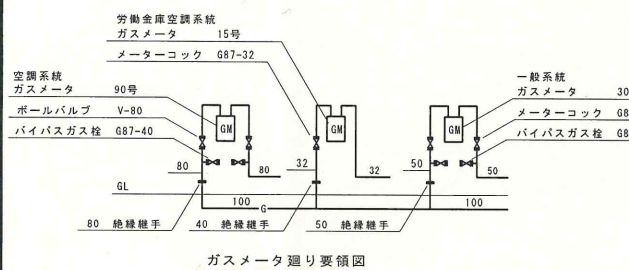 労働金庫空調系統
ガスメータ 15号
メーターコック G87-32
空調系統
ガスメータ 90号
ボールバルブ V-80
バイパスガス栓 G87-40
一般系統
ガスメータ 30
メーターコック G8
バイパスガス栓 G8
GM
GM
GM
80
80
32
32
50
50
GL
100
G
100
80 絶縁継手
40 絶縁継手
50 絶縁継手
ガスメータ廻り要領図